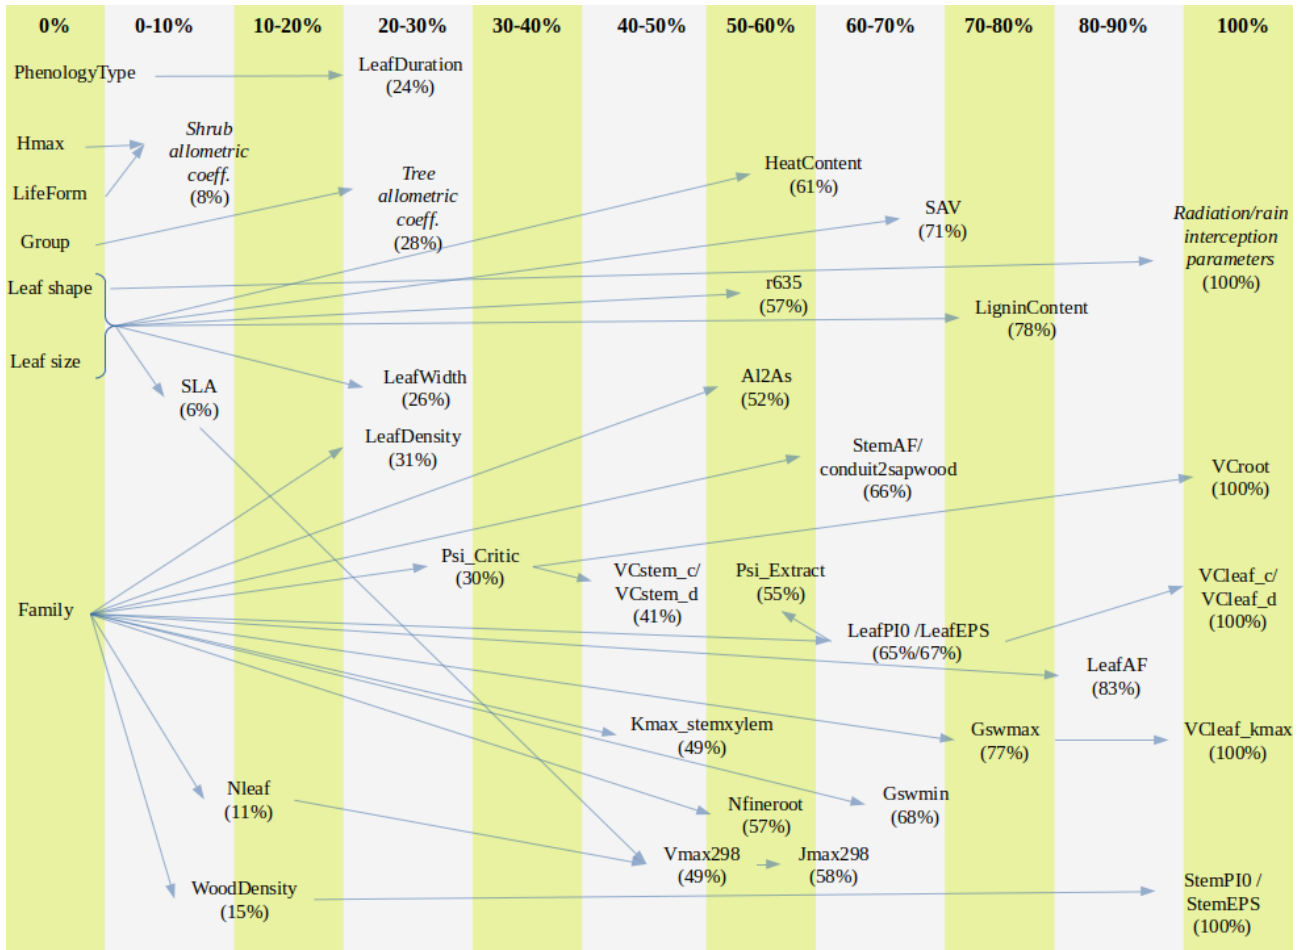 0% 0-10% 10-20% 20-30% 30-40% 40-50% 50-60% 60-70% 70-80% 80-90% 100%
PhenologyType
LeafDuration
(24%)
Hmax
LifeForm
Group
Shrub
allometric
coeff.
(8%)
Tree
allometric
coeff.
(28%)
HeatContent
(61%)
SAV
(71%)
Radiation/rain
interception
parameters
(100%)
Leaf shape
Leaf size
r635
(57%)
LigninContent
(78%)
SLA
(6%)
LeafWidth
(26%)
Al2As
(52%)
LeafDensity
(31%)
StemAF/
conduit2sapwood
(66%)
VCroot
(100%)
Family
Psi_Critic
(30%)
VCstem_c/
VCstem_d
(41%)
Psi_Extract
(55%)
LeafPI0 /LeafEPS
(65%/67%)
VCleaf_c/
VCleaf_d
(100%)
LeafAF
(83%)
Kmax_stemxylem
(49%)
Gswmax
(77%)
VCleaf_kmax
(100%)
Nleaf
(11%)
Nfineroot
(57%)
Gswmin
(68%)
Vmax298
(49%)
Jmax298
(58%)
WoodDensity
(15%)
StemPI0 /
StemEPS
(100%)